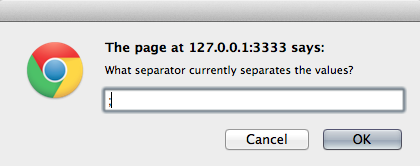 The page at 127.0.0.1:3333 says:
What separator currently separates the values?
;
Cancel
OK